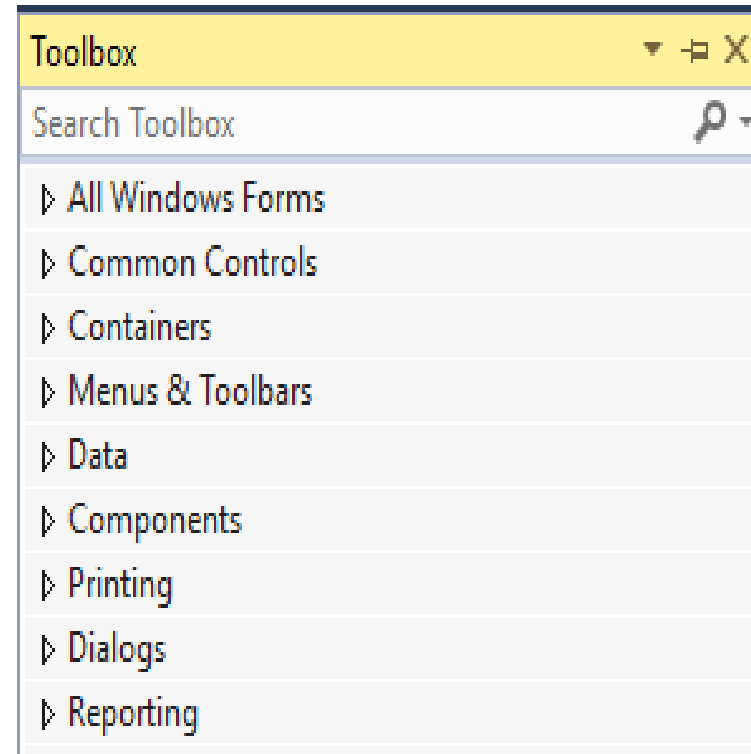 Toolbox
Search Toolbox
All Windows Forms
Common Controls
Containers
Menus & Toolbars
Data
Components
Printing
Dialogs
Reporting